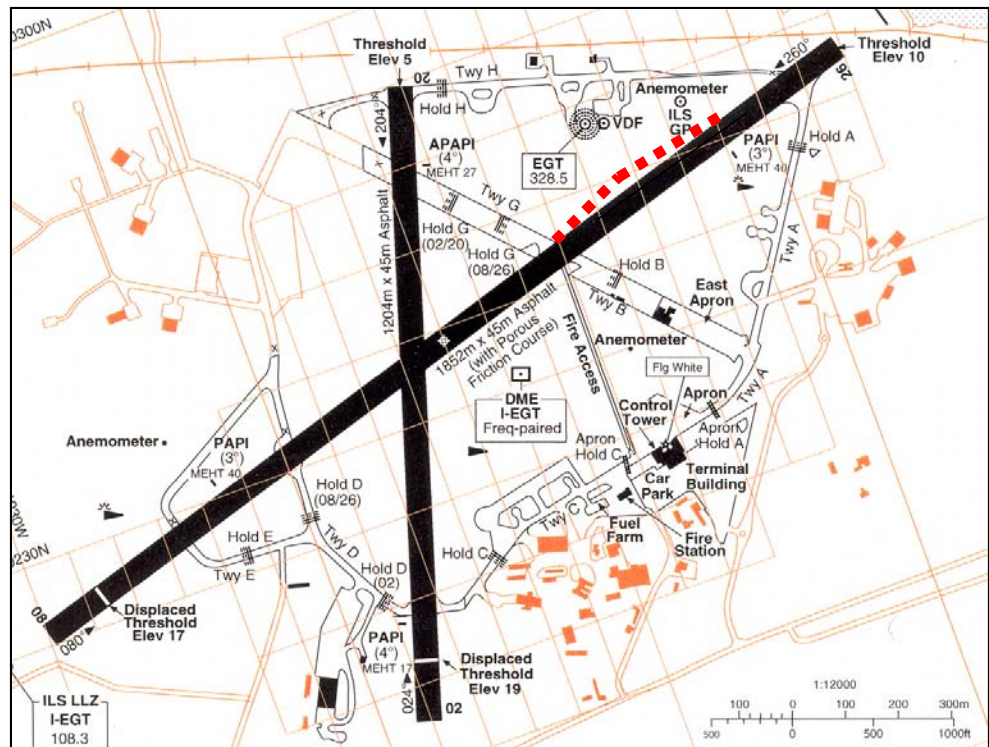 0300N
Threshold
Elev 5
20
204°
Twy H
Hold H
260°
26
Threshold
Elev 10
Anemometer
ILS
GP
VDF
EGT
328.5
APAPI
(4°)
MEHT 27
PAPI
(3°)
MEHT 40
Hold A
Twy G
Hold G
(02/20)
Hold G
(08/26)
Hold B
Twy B
East
Apron
Twy A
1204m x 45m Asphalt
1852m x 45m Asphalt
(with Porous
Friction Course)
Fire Access
Anemometer
Flg White
DME
I-EGT
Freq-paired
Control
Tower
Apron
Twy A
Apron
Hold A
Apron
Hold C
Car
Park
Terminal
Building
Anemometer
PAPI
(3°)
MEHT 40
Hold D
(08/26)
Hold E
Twy E
Twy D
Hold D
(02)
Hold C
Twy C
Fuel
Farm
Fire
Station
0230N
08
080°
Displaced
Threshold
Elev 17
PAPI
(4°)
MEHT 17
024°
02
Displaced
Threshold
Elev 19
ILS LLZ
I-EGT
108.3
1:12000
100 0 100 200 300m
500 0 500 1000ft